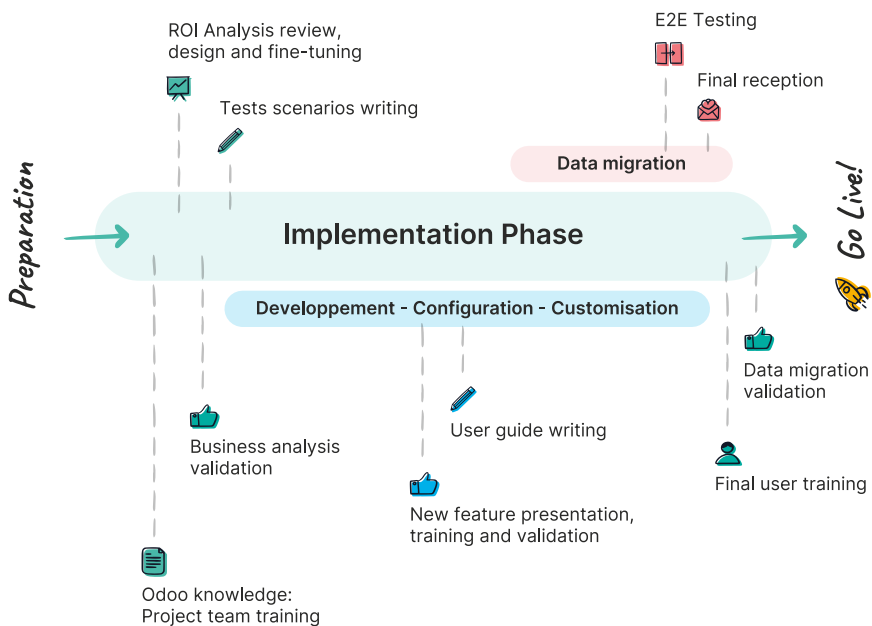 ROI Analysis review,
design and fine-tuning
Tests scenarios writing
E2E Testing
Final reception
Data migration
Preparation
Implementation Phase
Go Live!
Developpement - Configuration - Customisation
Data migration
validation
User guide writing
Business analysis
validation
Final user training
New feature presentation,
training and validation
Odoo knowledge:
Project team training